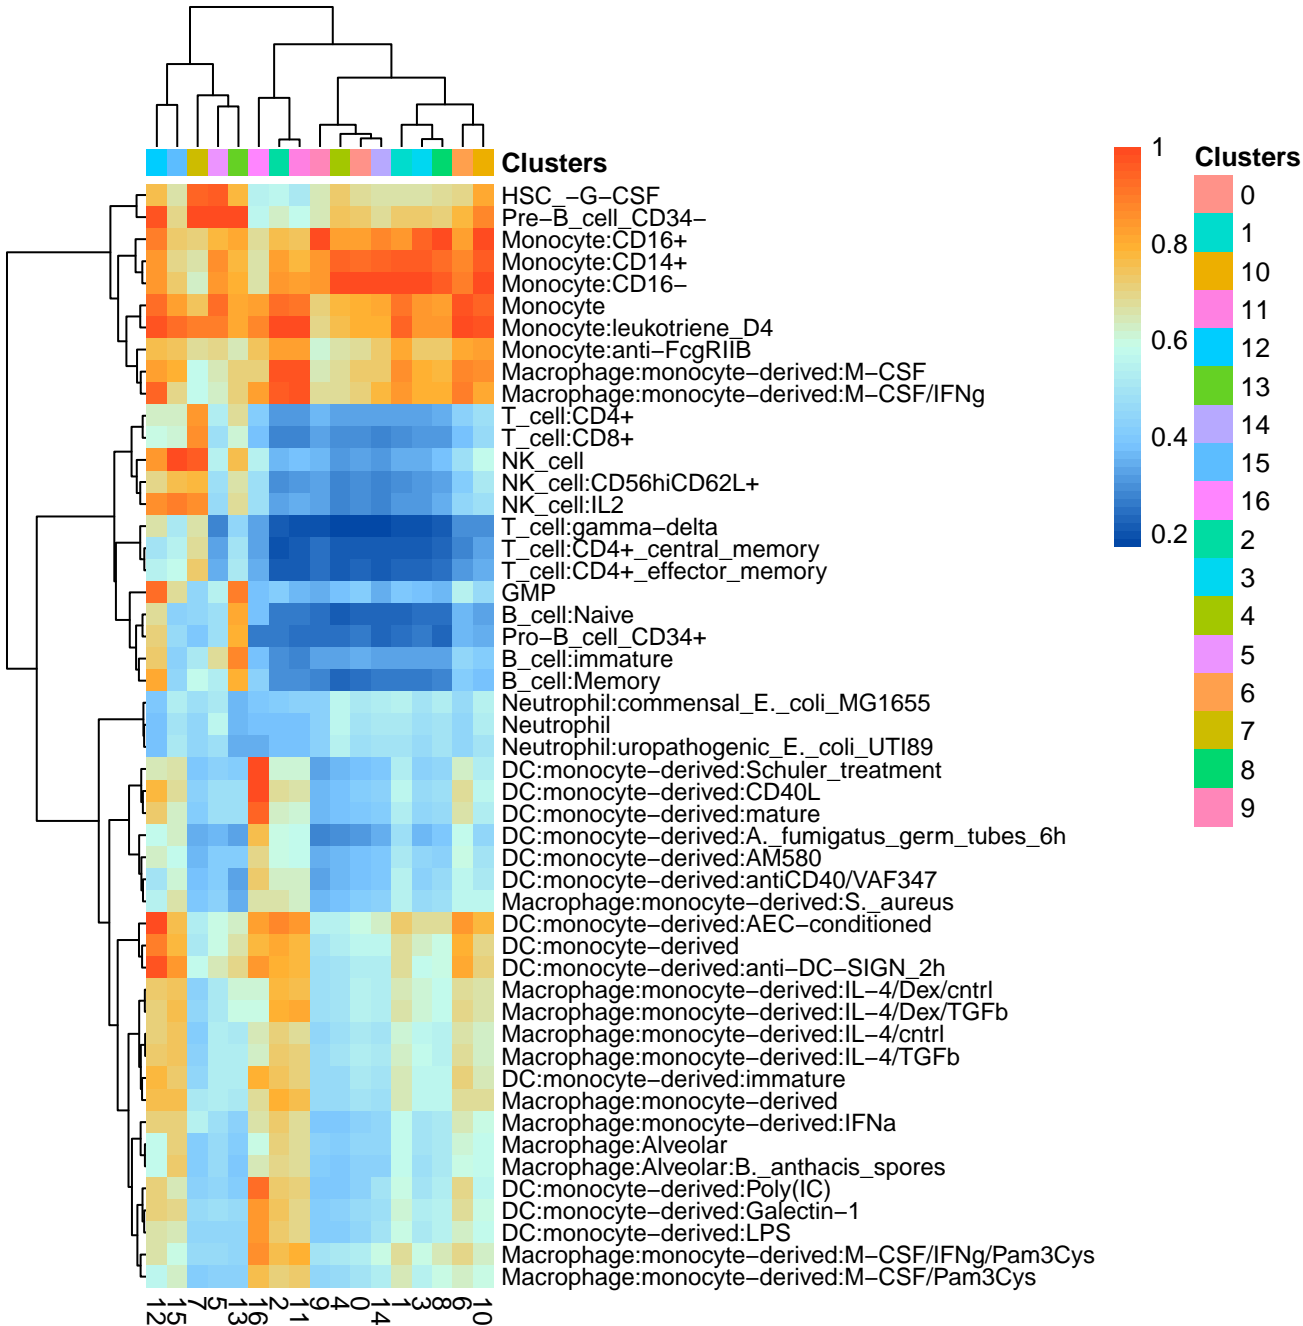 Clusters
HSC_-G-CSF
Pre-B_cell_CD34-
Monocyte:CD16+
Monocyte:CD14+
Monocyte:CD16-
Monocyte
Monocyte:leukotriene_D4
Monocyte:anti-FcgRIIB
Macrophage:monocyte-derived:M-CSF
Macrophage:monocyte-derived:M-CSF/IFNg
T_cell:CD4+
T_cell:CD8+
NK_cell
NK_cell:CD56hiCD62L+
NK_cell:IL2
T_cell:gamma-delta
T_cell:CD4+_central_memory
T_cell:CD4+_effector_memory
GMP
B_cell:Naive
Pro-B_cell_CD34+
B_cell:immature
B_cell:Memory
Neutrophil:commensal_E._coli_MG1655
Neutrophil
Neutrophil:uropathogenic_E._coli_UTI89
DC:monocyte-derived:Schuler_treatment
DC:monocyte-derived:CD40L
DC:monocyte-derived:mature
DC:monocyte-derived:A._fumigatus_germ_tubes_6h
DC:monocyte-derived:AM580
DC:monocyte-derived:antiCD40/VAF347
Macrophage:monocyte-derived:S._aureus
DC:monocyte-derived:AEC-conditioned
DC:monocyte-derived
DC:monocyte-derived:anti-DC-SIGN_2h
Macrophage:monocyte-derived:IL-4/Dex/cntrl
Macrophage:monocyte-derived:IL-4/Dex/TGFb
Macrophage:monocyte-derived:IL-4/cntrl
Macrophage:monocyte-derived:IL-4/TGFb
DC:monocyte-derived:immature
Macrophage:monocyte-derived
Macrophage:monocyte-derived:IFNa
Macrophage:Alveolar
Macrophage:Alveolar:B._anthacis_spores
DC:monocyte-derived:Poly(IC)
DC:monocyte-derived:Galectin-1
DC:monocyte-derived:LPS
Macrophage:monocyte-derived:M-CSF/IFNg/Pam3Cys
Macrophage:monocyte-derived:M-CSF/Pam3Cys
12 15 7 5 13 16 2 11 9 4 0 14 1 3 8 6 10
1
0.8
0.6
0.4
0.2
Clusters
0
1
10
11
12
13
14
15
16
2
3
4
5
6
7
8
9